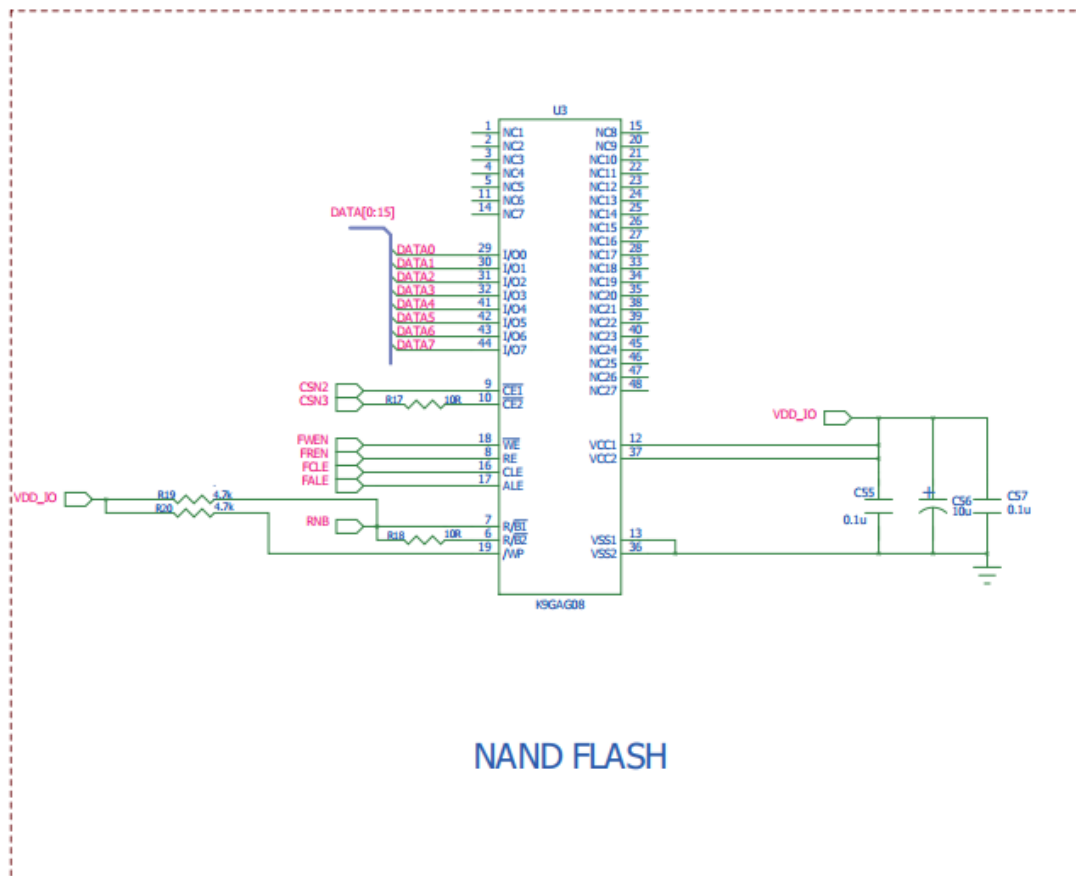 U3
1 NC1 NC8 15
2 NC2 NC9 20
3 NC3 NC10 21
4 NC4 NC11 22
5 NC5 NC12 23
11 NC6 NC13 24
14 NC7 NC14 25
NC15 26
NC16 27
NC17 28
NC18 33
NC19 34
NC20 35
NC21 38
NC22 39
NC23 40
NC24 45
NC25 46
NC26 47
NC27 48
DATA[0:15]
DATA0 29 I/O0
DATA1 30 I/O1
DATA2 31 I/O2
DATA3 32 I/O3
DATA4 41 I/O4
DATA5 42 I/O5
DATA6 43 I/O6
DATA7 44 I/O7
CSN2 9 CE1
CSN3 R17 10R 10 CE2
FWEN 18 WE
FREN 8 RE
FCLE 16 CLE
FALE 17 ALE
VDD_IO
R19 4.7k
R20 4.7k
RNB 7 R/B1
R18 10R 6 R/B2
19 /WP
VDD_IO
VCC1 12
VCC2 37
C55 0.1u
C56 10u
C57 0.1u
VSS1 13
VSS2 36
K9GAG08
NAND FLASH